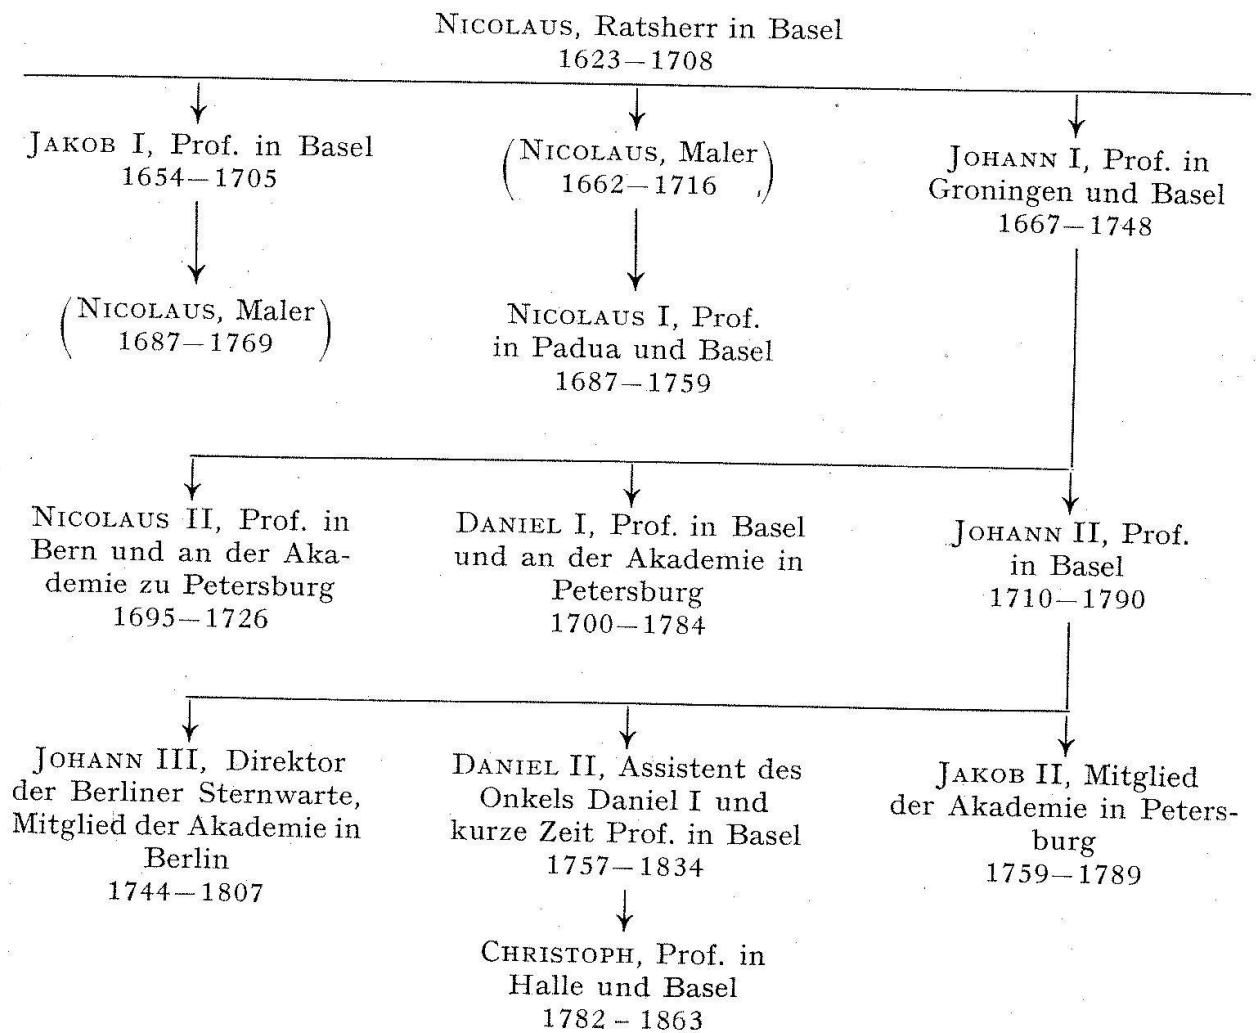 NICOLAUS, Ratsherr in Basel
1623–1708
JAKOB I, Prof. in Basel
1654–1705
(NICOLAUS, Maler)
1662–1716
JOHANN I, Prof. in
Groningen und Basel
1667–1748
(NICOLAUS, Maler)
1687–1769
NICOLAUS I, Prof.
in Padua und Basel
1687–1759
NICOLAUS II, Prof. in
Bern und an der Aka-
demie zu Petersburg
1695–1726
DANIEL I, Prof. in Basel
und an der Akademie in
Petersburg
1700–1784
JOHANN II, Prof.
in Basel
1710–1790
JOHANN III, Direktor
der Berliner Sternwarte,
Mitglied der Akademie in
Berlin
1744–1807
DANIEL II, Assistent des
Onkels Daniel I und
kurze Zeit Prof. in Basel
1757–1834
JAKOB II, Mitglied
der Akademie in Peters-
burg
1759–1789
CHRISTOPH, Prof. in
Halle und Basel
1782–1863